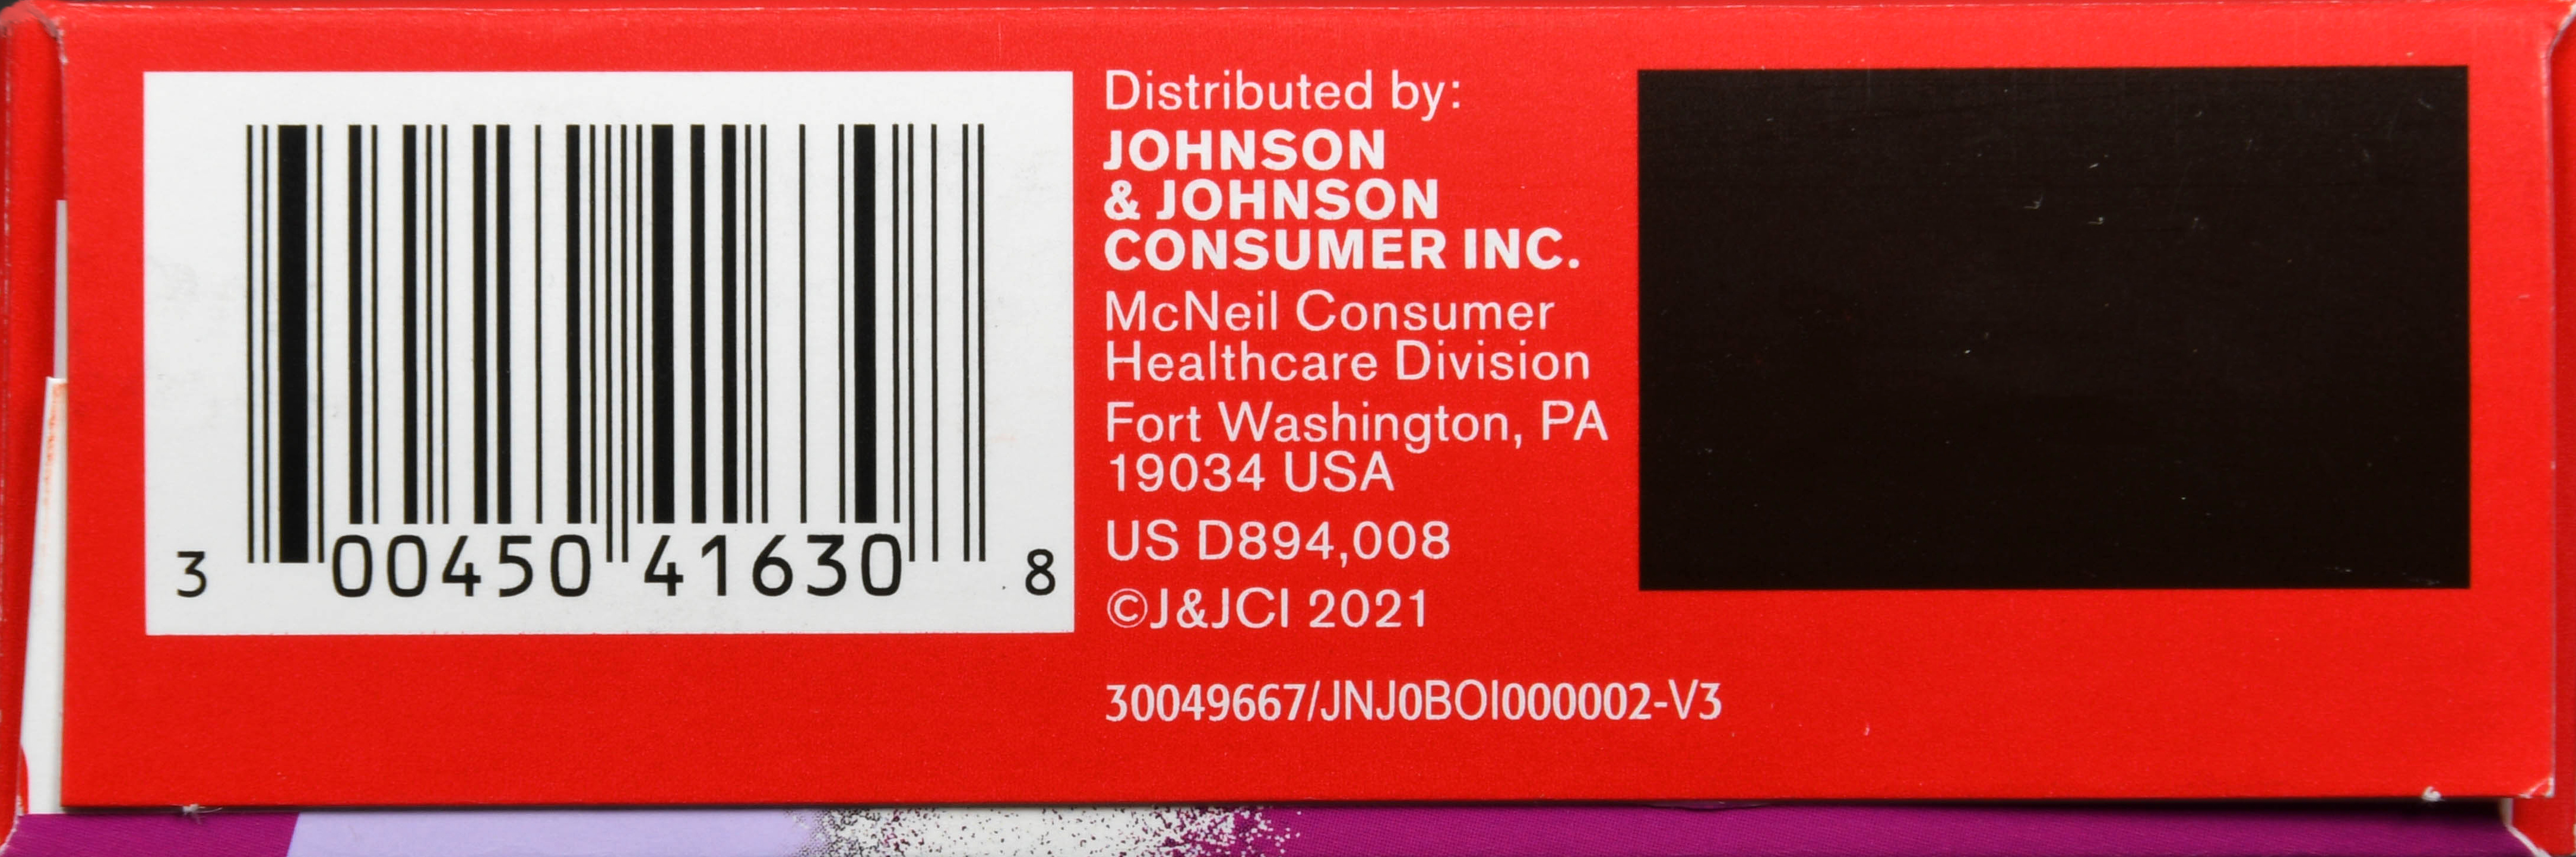 3 00450 41630 8
Distributed by:
JOHNSON
& JOHNSON
CONSUMER INC.
McNeil Consumer
Healthcare Division
Fort Washington, PA
19034 USA
US D894,008
©J&JCI 2021
30049667/JNJ0BOI000002-V3